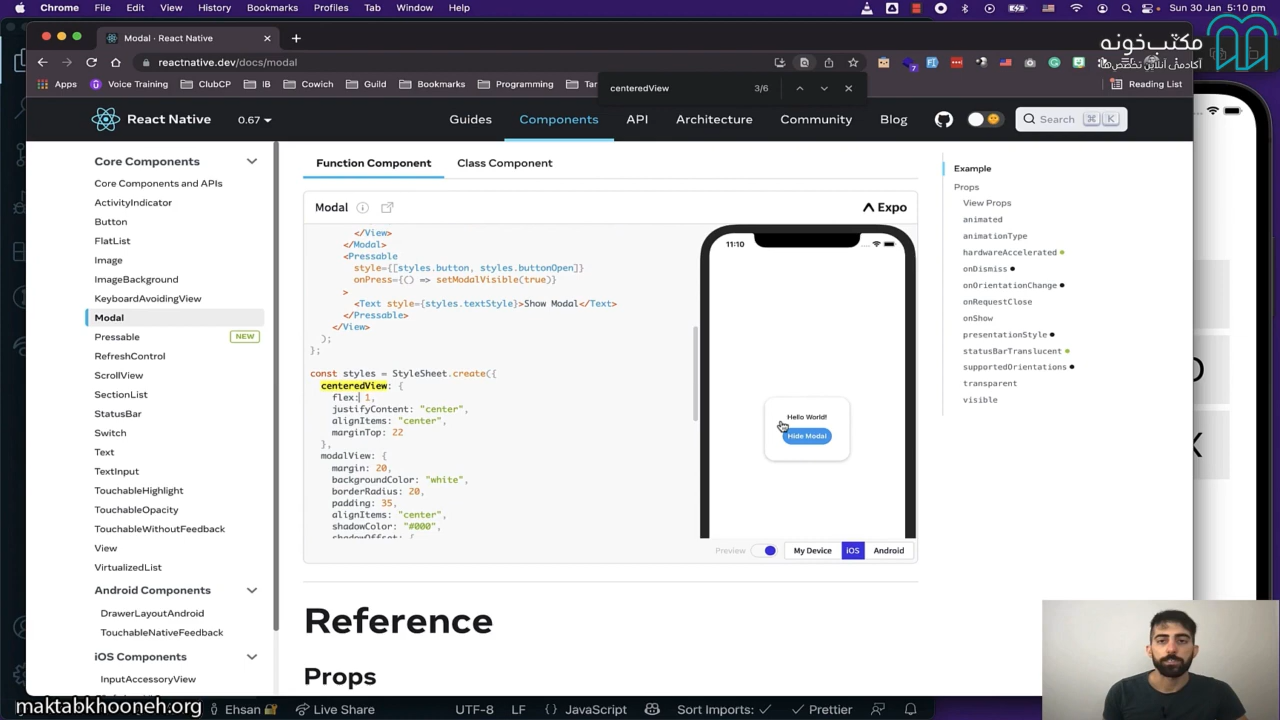 Chrome File Edit View History Bookmarks Profiles Tab Window Help
Sun 30 Jan 5:10 pm
Modal · React Native
مکتب‌خونه
reactnative.dev/docs/modal
Apps Voice Training ClubCP IB Cowich Guild Bookmarks Programming Tar
Reading List
centeredView 3/6
React Native 0.67 Guides Components API Architecture Community Blog Search ⌘ K
Core Components
Core Components and APIs
ActivityIndicator
Button
FlatList
Image
ImageBackground
KeyboardAvoidingView
Modal
Pressable NEW
RefreshControl
ScrollView
SectionList
StatusBar
Switch
Text
TextInput
TouchableHighlight
TouchableOpacity
TouchableWithoutFeedback
View
VirtualizedList
Android Components
DrawerLayoutAndroid
TouchableNativeFeedback
iOS Components
InputAccessoryView
Function Component Class Component
Modal Expo
</View>
</Modal>
<Pressable
style={[styles.button, styles.buttonOpen]}
onPress={() => setModalVisible(true)}
>
<Text style={styles.textStyle}>Show Modal</Text>
</Pressable>
</View>
);
};
const styles = StyleSheet.create({
centeredView: {
flex: 1,
justifyContent: "center",
alignItems: "center",
marginTop: 22
},
modalView: {
margin: 20,
backgroundColor: "white",
borderRadius: 20,
padding: 35,
alignItems: "center",
shadowColor: "#000",
shadowOffset: {
11:10
Hello World!
Hide Modal
Preview My Device iOS Android
Reference
Props
Example
Props
View Props
animated
animationType
hardwareAccelerated
onDismiss
onOrientationChange
onRequestClose
onShow
presentationStyle
statusBarTranslucent
supportedOrientations
transparent
visible
maktabkhooneh.org
Ehsan Live Share UTF-8 LF {} JavaScript Sort Imports: Prettier